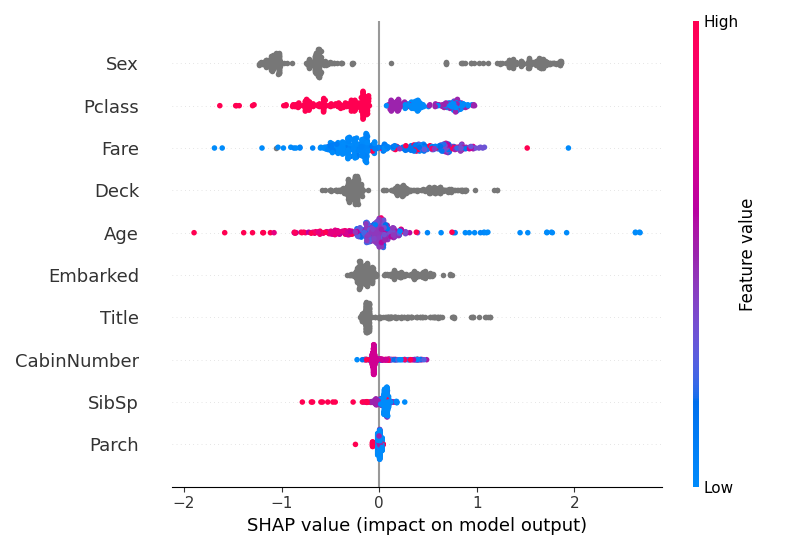 High
Sex
Pclass
Fare
Deck
Age
Embarked
Title
CabinNumber
SibSp
Parch
Feature value
Low
−2 −1 0 1 2
SHAP value (impact on model output)